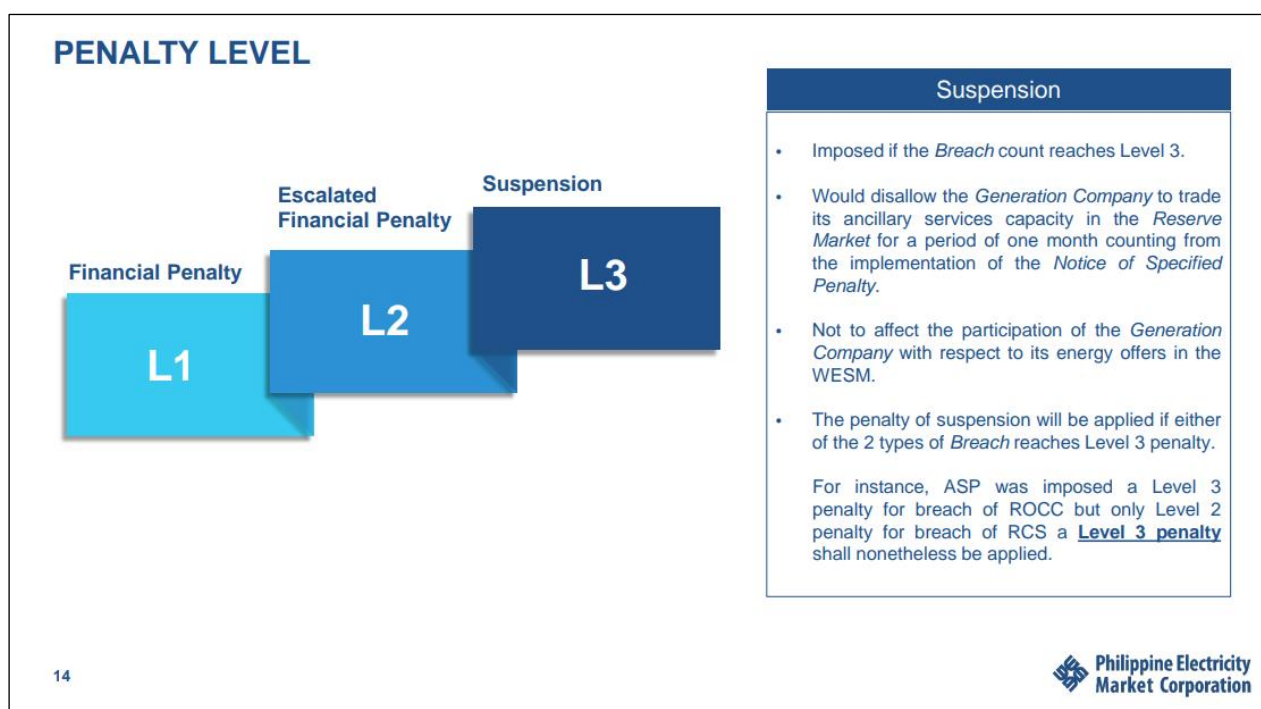 PENALTY LEVEL
Financial Penalty
L1
Escalated
Financial Penalty
L2
Suspension
L3
Suspension
• Imposed if the Breach count reaches Level 3.
• Would disallow the Generation Company to trade
its ancillary services capacity in the Reserve
Market for a period of one month counting from
the implementation of the Notice of Specified
Penalty.
• Not to affect the participation of the Generation
Company with respect to its energy offers in the
WESM.
• The penalty of suspension will be applied if either
of the 2 types of Breach reaches Level 3 penalty.
For instance, ASP was imposed a Level 3
penalty for breach of ROCC but only Level 2
penalty for breach of RCS a Level 3 penalty
shall nonetheless be applied.
14
Philippine Electricity
Market Corporation